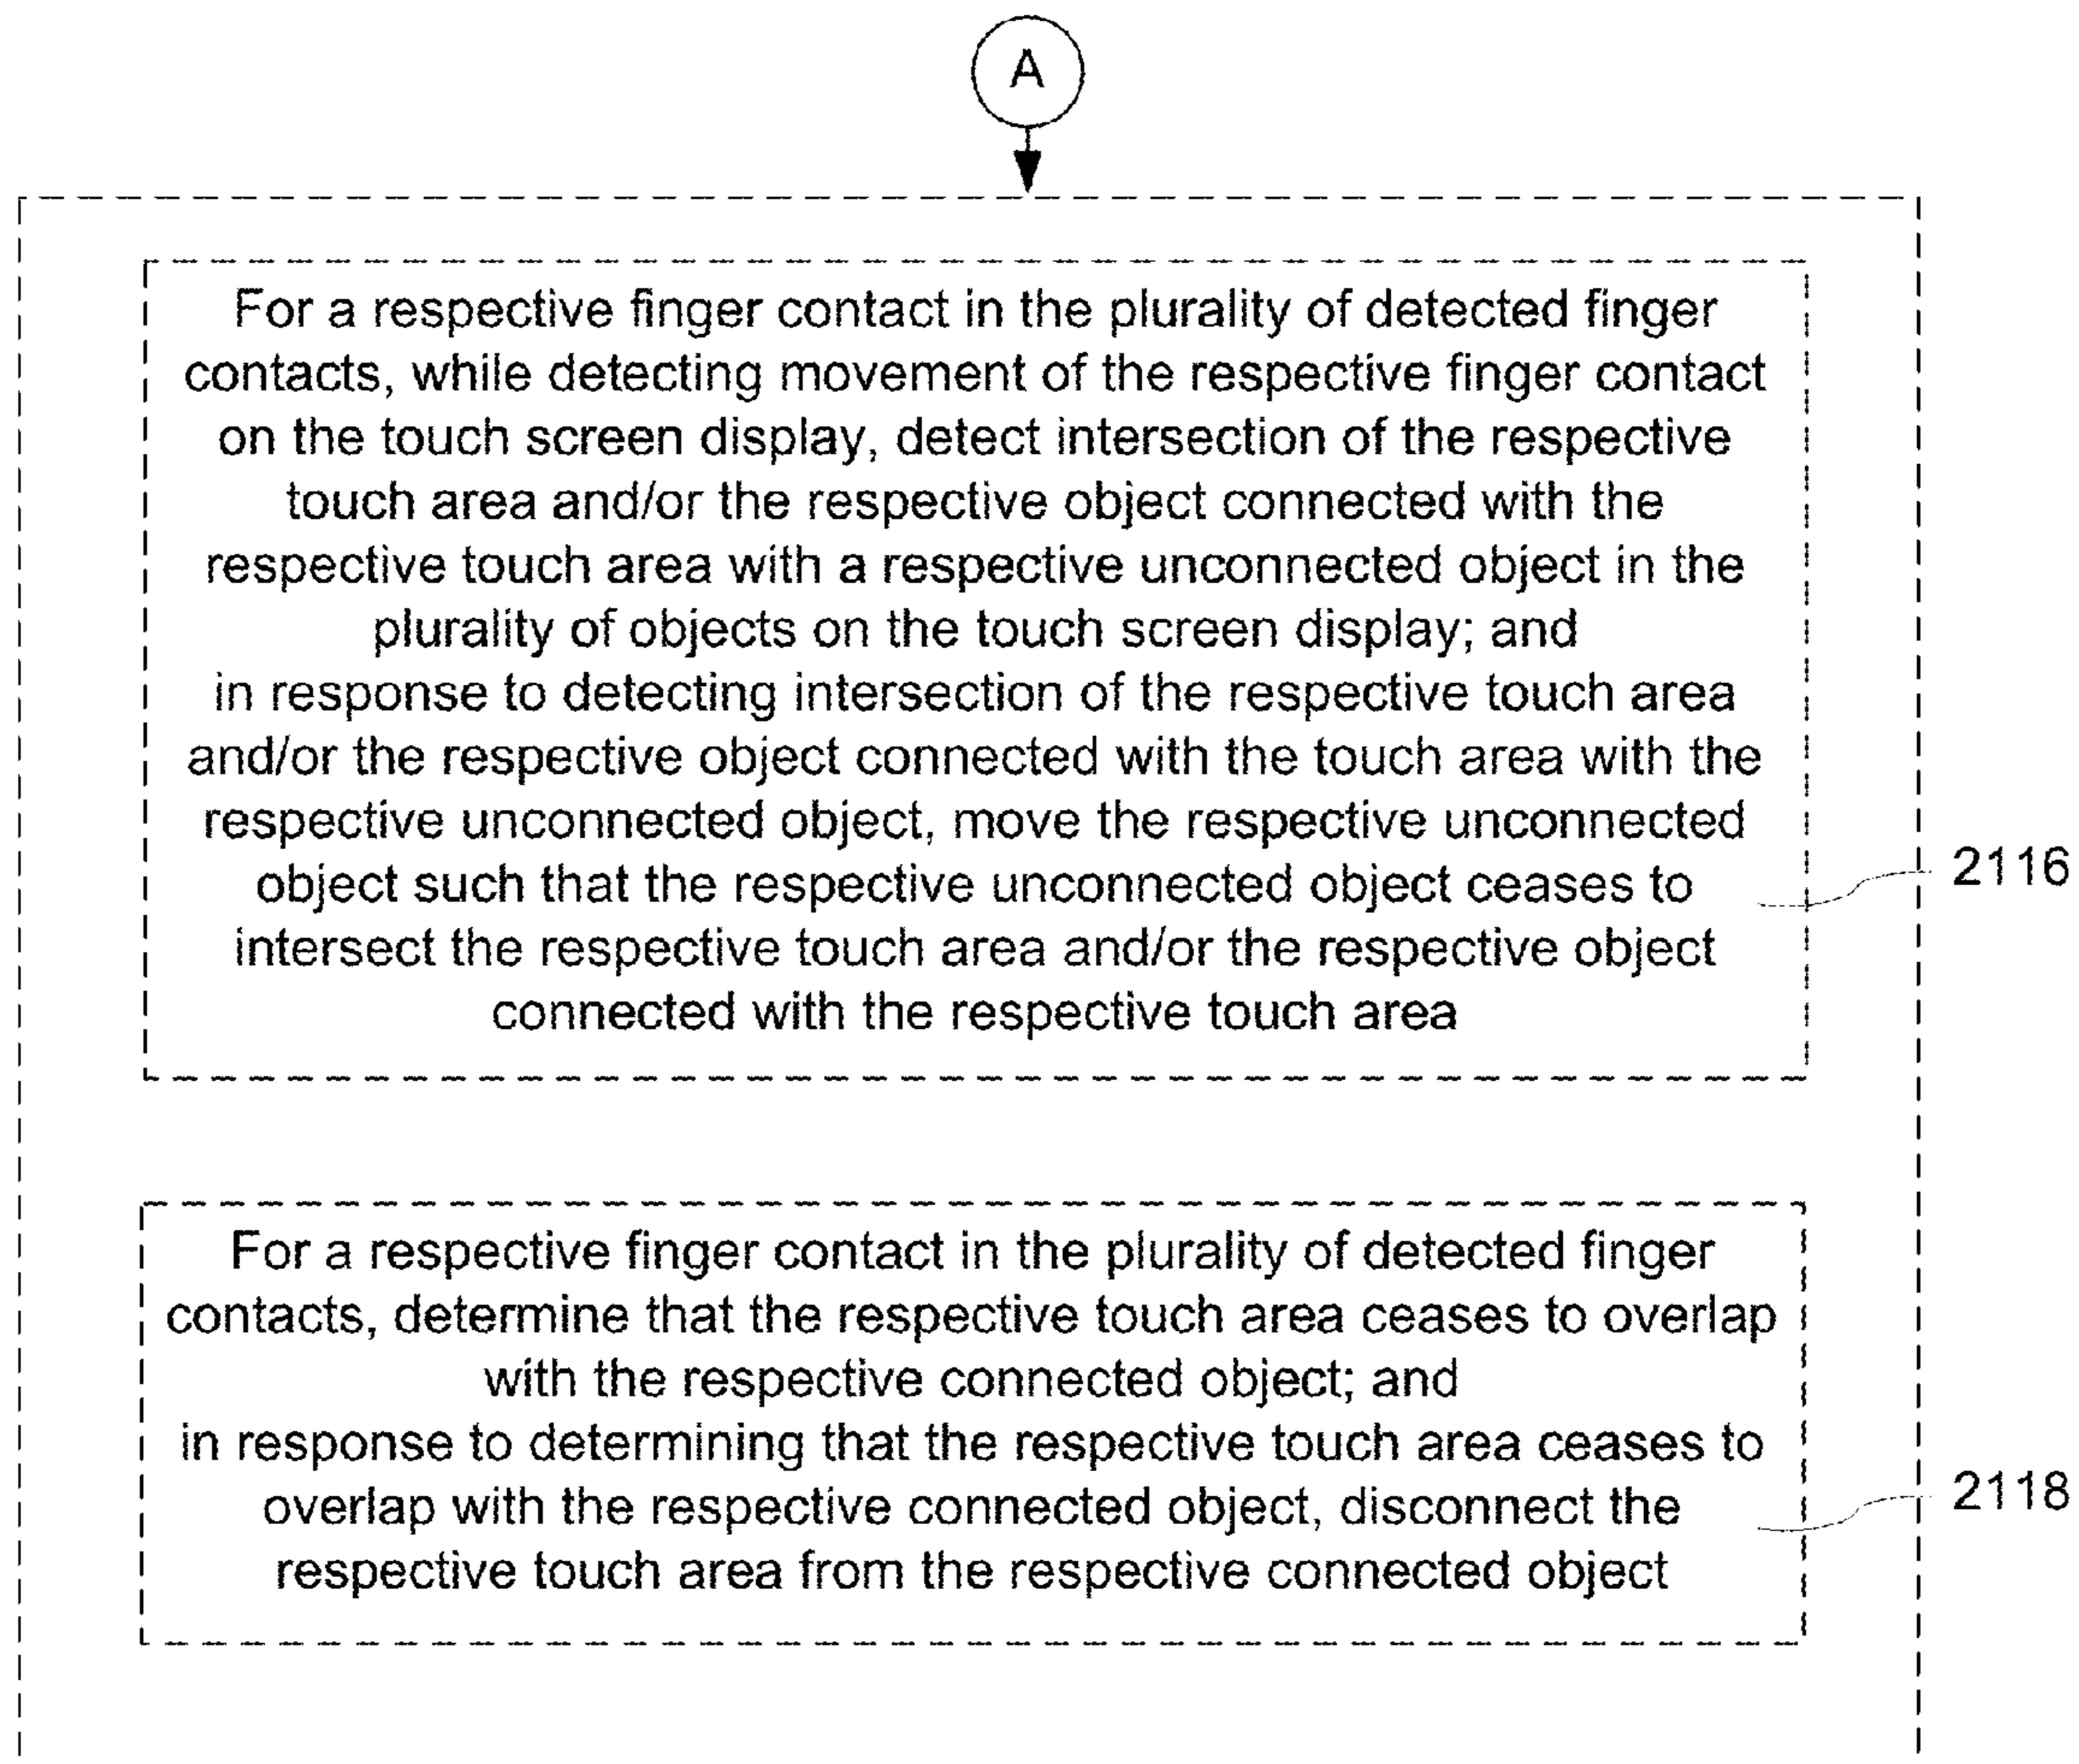 A
For a respective finger contact in the plurality of detected finger
contacts, while detecting movement of the respective finger contact
on the touch screen display, detect intersection of the respective
touch area and/or the respective object connected with the
respective touch area with a respective unconnected object in the
plurality of objects on the touch screen display; and
in response to detecting intersection of the respective touch area
and/or the respective object connected with the touch area with the
respective unconnected object, move the respective unconnected
object such that the respective unconnected object ceases to
intersect the respective touch area and/or the respective object
connected with the respective touch area
2116
For a respective finger contact in the plurality of detected finger
contacts, determine that the respective touch area ceases to overlap
with the respective connected object; and
in response to determining that the respective touch area ceases to
overlap with the respective connected object, disconnect the
respective touch area from the respective connected object
2118